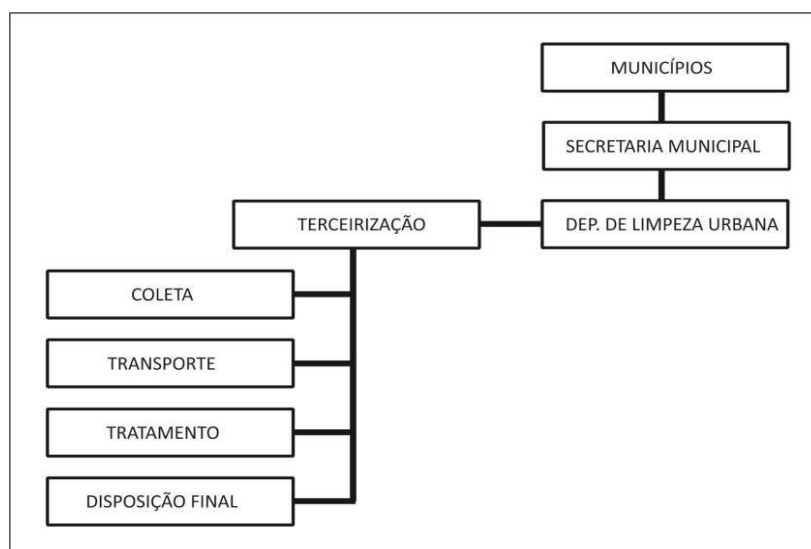 MUNICÍPIOS
SECRETARIA MUNICIPAL
TERCEIRIZAÇÃO
DEP. DE LIMPEZA URBANA
COLETA
TRANSPORTE
TRATAMENTO
DISPOSIÇÃO FINAL